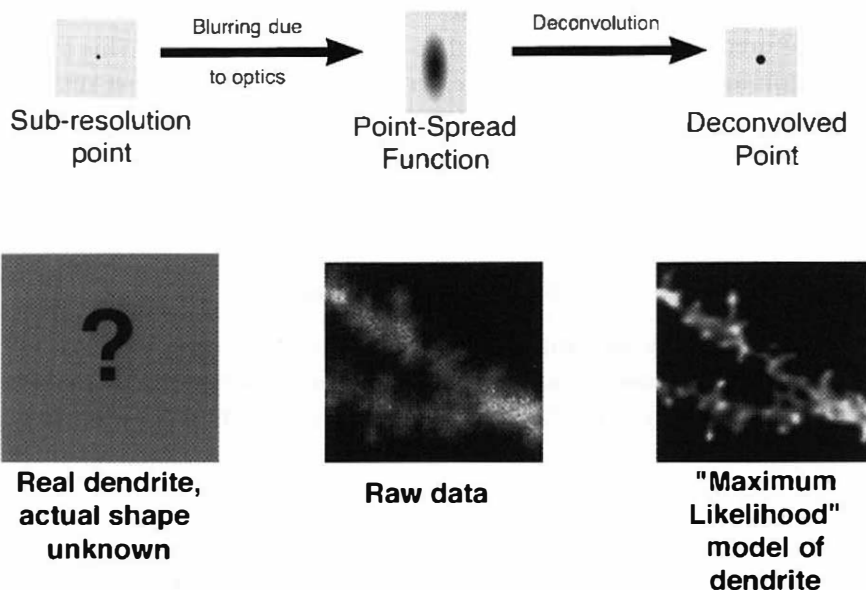 Blurring due
to optics
Deconvolution
Sub-resolution
point
Point-Spread
Function
Deconvolved
Point
?
Real dendrite,
actual shape
unknown
Raw data
"Maximum
Likelihood"
model of
dendrite